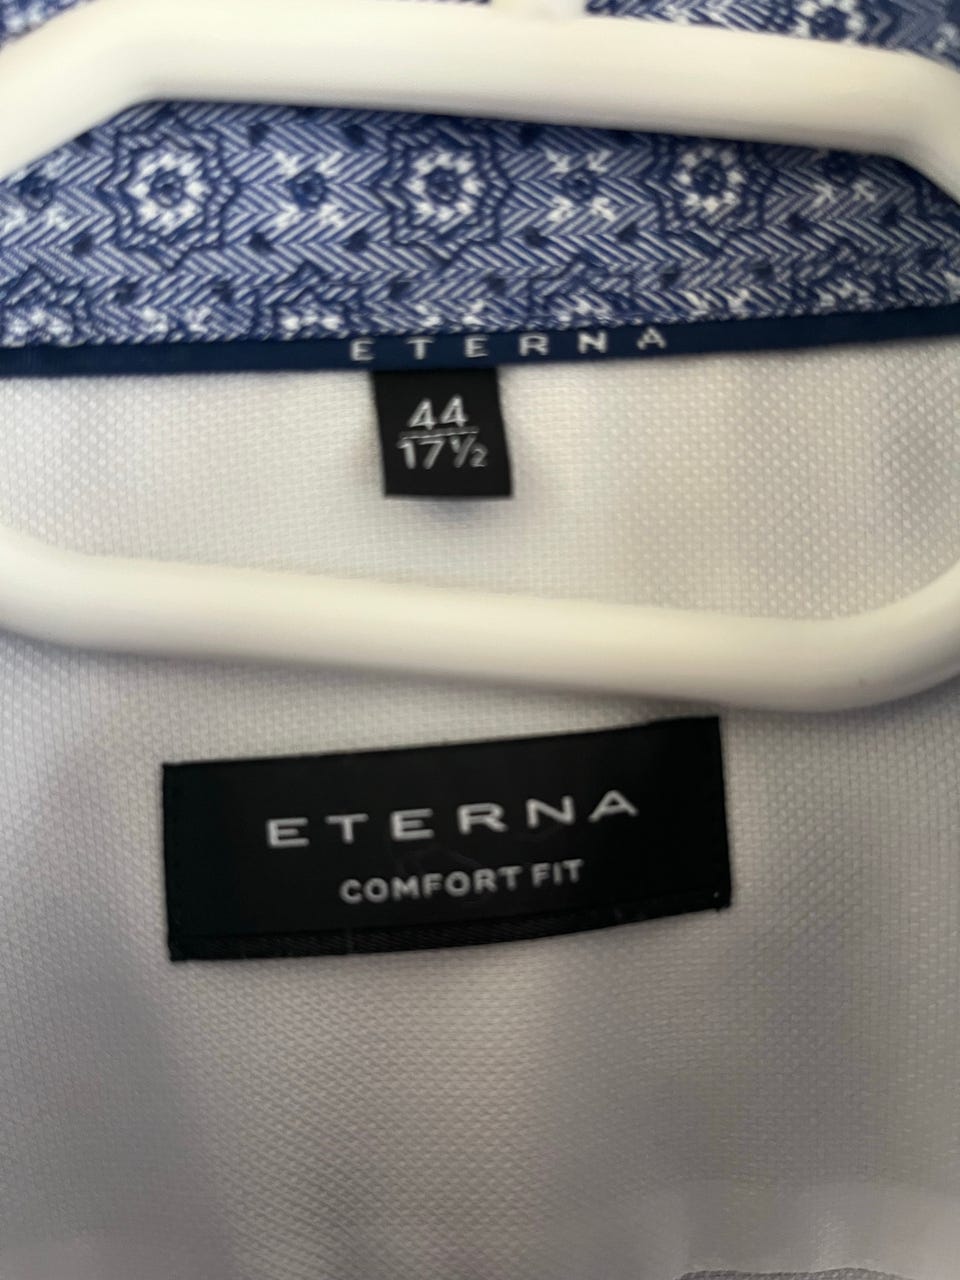 ETERNA
44
17½
ETERNA
COMFORT FIT